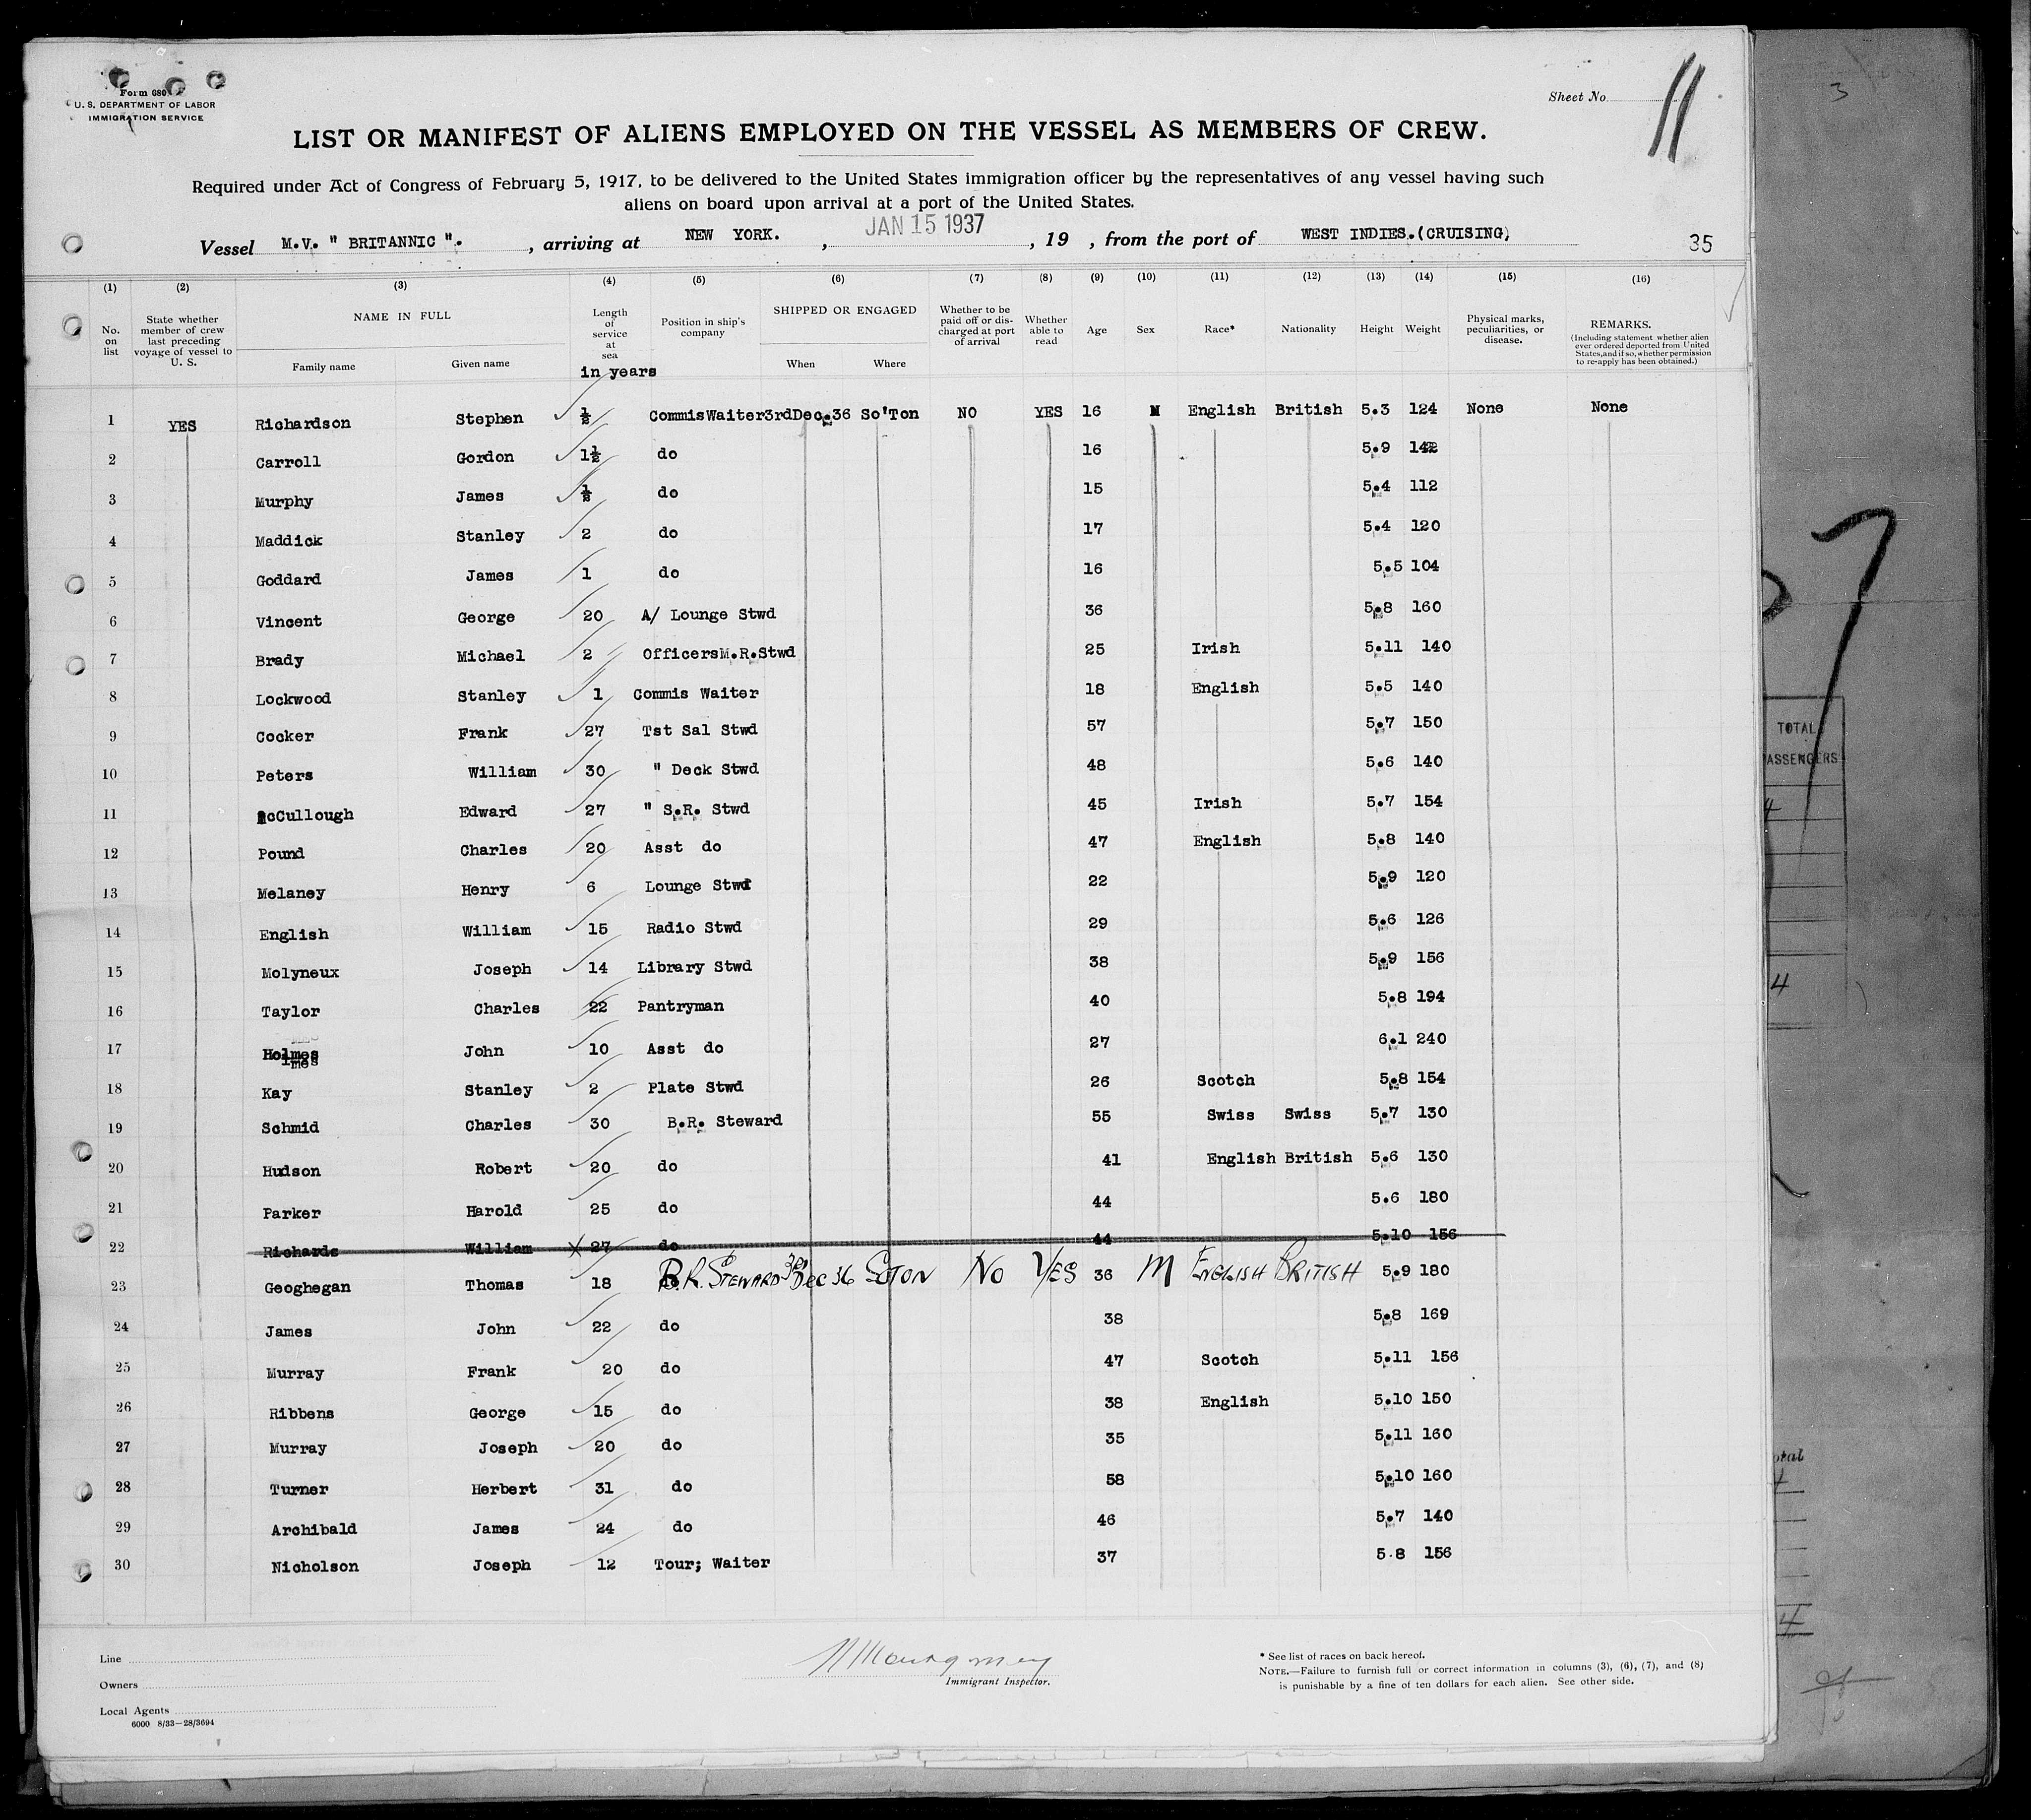 Form 680
U. S. DEPARTMENT OF LABOR
IMMIGRATION SERVICE
Sheet No. 11
LIST OR MANIFEST OF ALIENS EMPLOYED ON THE VESSEL AS MEMBERS OF CREW.
Required under Act of Congress of February 5, 1917, to be delivered to the United States immigration officer by the representatives of any vessel having such
aliens on board upon arrival at a port of the United States.
Vessel M.V. " BRITANNIC ". , arriving at NEW YORK. , JAN 15 1937 , 19 , from the port of WEST INDIES.(CRUISING) 35
(1) (2) (3) (4) (5) (6) (7) (8) (9) (10) (11) (12) (13) (14) (15) (16)
No. on list State whether member of crew last preceding voyage of vessel to U. S. NAME IN FULL Family name Given name Length of service at sea in years Position in ship's company SHIPPED OR ENGAGED When Where Whether to be paid off or discharged at port of arrival Whether able to read Age Sex Race* Nationality Height Weight Physical marks, peculiarities, or disease. REMARKS. (Including statement whether alien ever ordered deported from United States, and if so, whether permission to re-apply has been obtained.)
1 YES Richardson Stephen ½ CommisWaiter 3rdDec.36 So'Ton NO YES 16 M English British 5.3 124 None None
2 Carroll Gordon 1½ do 16 5.9 142
3 Murphy James ½ do 15 5.4 112
4 Maddick Stanley 2 do 17 5.4 120
5 Goddard James 1 do 16 5.5 104
6 Vincent George 20 A/ Lounge Stwd 36 5.8 160
7 Brady Michael 2 OfficersM.R.Stwd 25 Irish 5.11 140
8 Lockwood Stanley 1 Commis Waiter 18 English 5.5 140
9 Cocker Frank 27 Tst Sal Stwd 57 5.7 150
10 Peters William 30 " Deck Stwd 48 5.6 140
11 McCullough Edward 27 " S.R. Stwd 45 Irish 5.7 154
12 Pound Charles 20 Asst do 47 English 5.8 140
13 Melaney Henry 6 Lounge Stwd 22 5.9 120
14 English William 15 Radio Stwd 29 5.6 126
15 Molyneux Joseph 14 Library Stwd 38 5.9 156
16 Taylor Charles 22 Pantryman 40 5.8 194
17 Holmes John 10 Asst do 27 6.1 240
18 Kay Stanley 2 Plate Stwd 26 Scotch 5.8 154
19 Schmid Charles 30 B.R. Steward 55 Swiss Swiss 5.7 130
20 Hudson Robert 20 do 41 English British 5.6 130
21 Parker Harold 25 do 44 5.6 180
22 Richards William X 27 do 44 5.10 156
23 Geoghegan Thomas 18 B.R. STEWARD 3rd DEC 36 SOTON NO YES 36 M ENGLISH BRITISH 5.9 180
24 James John 22 do 38 5.8 169
25 Murray Frank 20 do 47 Scotch 5.11 156
26 Ribbens George 15 do 38 English 5.10 150
27 Murray Joseph 20 do 35 5.11 160
28 Turner Herbert 31 do 58 5.10 160
29 Archibald James 24 do 46 5.7 140
30 Nicholson Joseph 12 Tour; Waiter 37 5.8 156
Line
Owners
Local Agents
6000 8/33—28/3694
Immigrant Inspector.
* See list of races on back hereof.
NOTE.—Failure to furnish full or correct information in columns (3), (6), (7), and (8)
is punishable by a fine of ten dollars for each alien. See other side.
3
7
TOTAL
PASSENGERS
4
4
otal
4